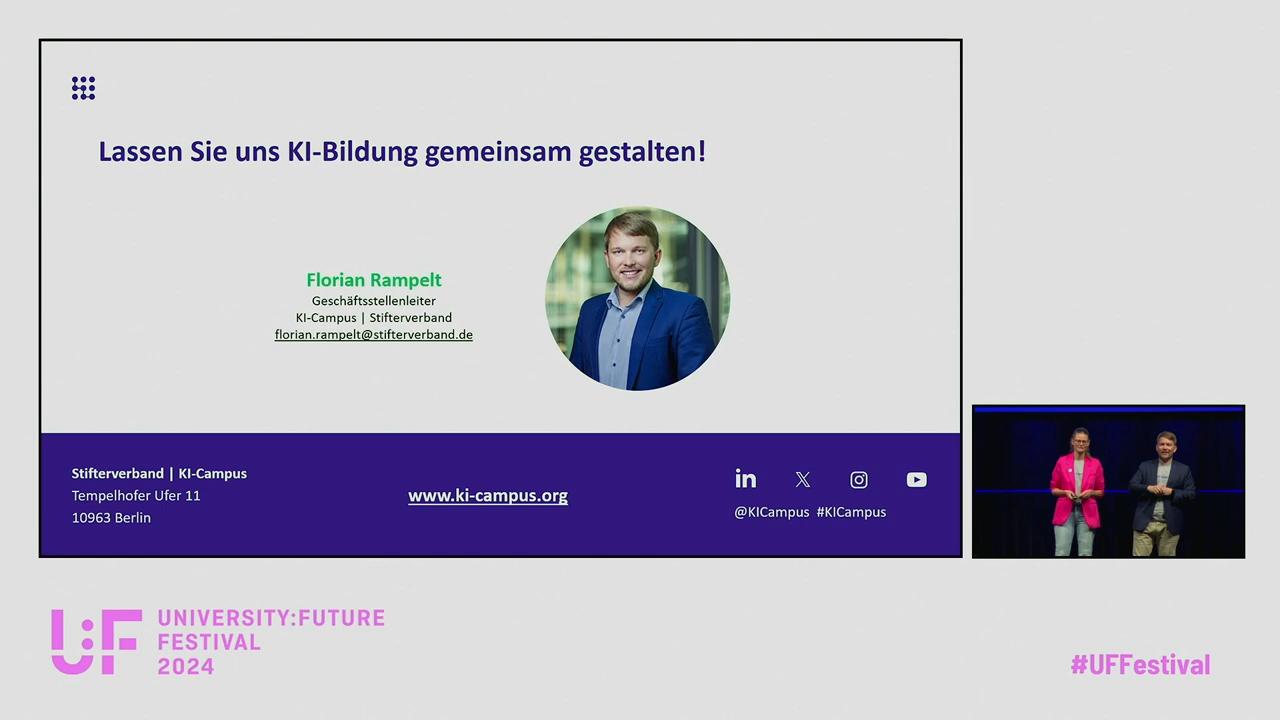 Lassen Sie uns KI-Bildung gemeinsam gestalten!
Florian Rampelt
Geschäftsstellenleiter
KI-Campus | Stifterverband
florian.rampelt@stifterverband.de
Stifterverband | KI-Campus
Tempelhofer Ufer 11
10963 Berlin
www.ki-campus.org
@KICampus #KICampus
U:F
UNIVERSITY:FUTURE
FESTIVAL
2024
#UFFestival